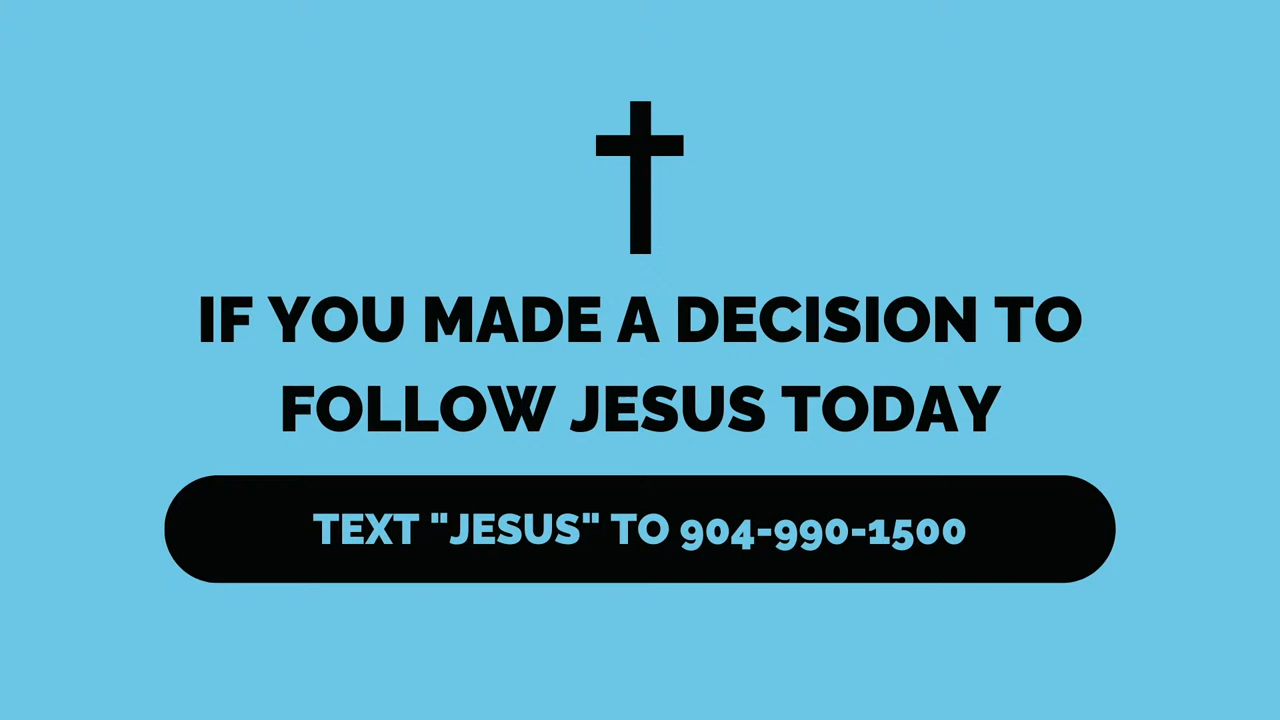 IF YOU MADE A DECISION TO
FOLLOW JESUS TODAY
TEXT "JESUS" TO 904-990-1500